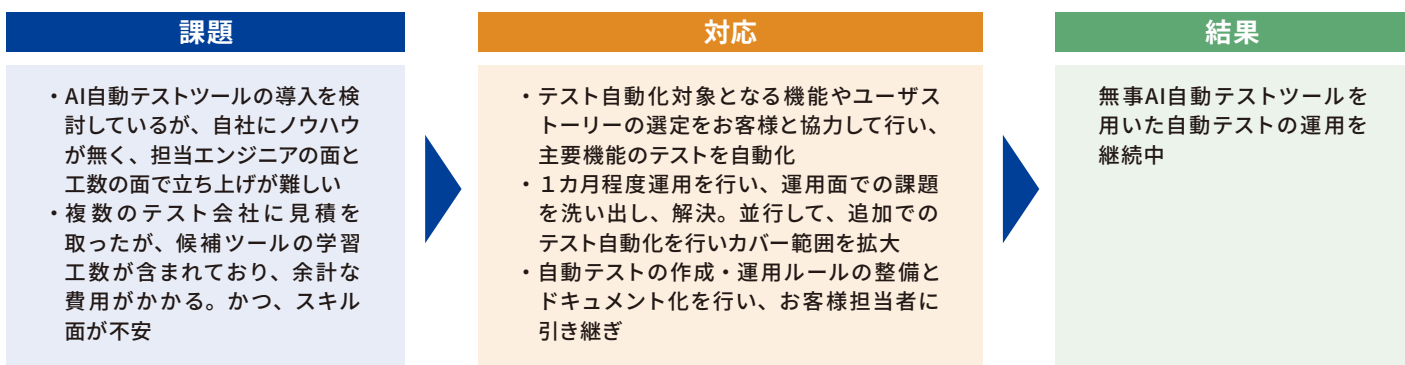 課題
・AI自動テストツールの導入を検
討しているが、自社にノウハウ
が無く、担当エンジニアの面と
工数の面で立ち上げが難しい
・複数のテスト会社に見積を
取ったが、候補ツールの学習
工数が含まれており、余計な
費用がかかる。かつ、スキル
面が不安
対応
・テスト自動化対象となる機能やユーザス
トーリーの選定をお客様と協力して行い、
主要機能のテストを自動化
・１カ月程度運用を行い、運用面での課題
を洗い出し、解決。並行して、追加での
テスト自動化を行いカバー範囲を拡大
・自動テストの作成・運用ルールの整備と
ドキュメント化を行い、お客様担当者に
引き継ぎ
結果
無事AI自動テストツールを
用いた自動テストの運用を
継続中